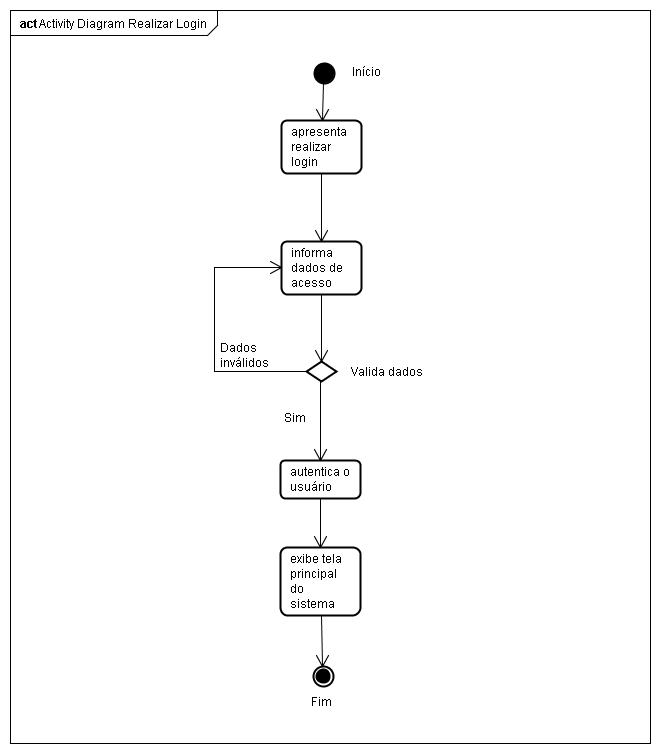 act Activity Diagram Realizar Login
Início
apresenta
realizar
login
informa
dados de
acesso
Dados
inválidos
Valida dados
Sim
autentica o
usuário
exibe tela
principal
do
sistema
Fim